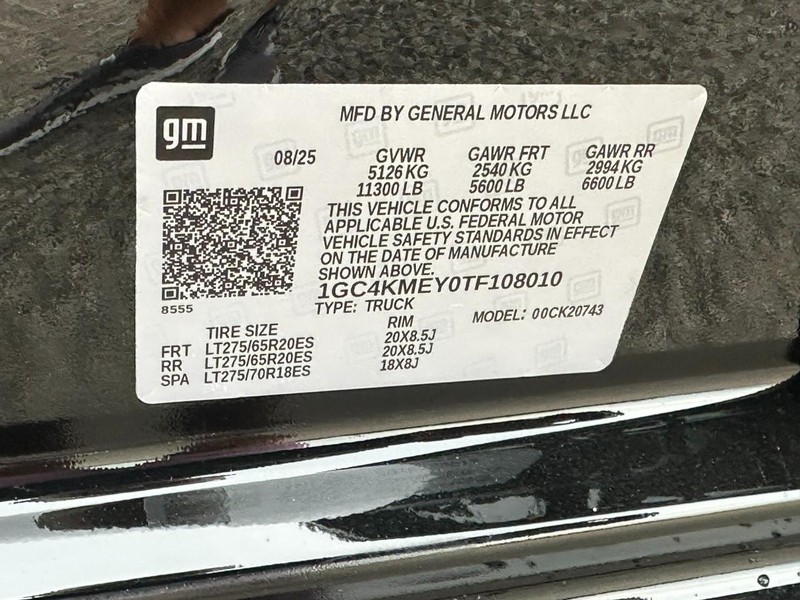 gm
MFD BY GENERAL MOTORS LLC
08/25 GVWR GAWR FRT GAWR RR
5126 KG 2540 KG 2994 KG
11300 LB 5600 LB 6600 LB
THIS VEHICLE CONFORMS TO ALL
APPLICABLE U.S. FEDERAL MOTOR
VEHICLE SAFETY STANDARDS IN EFFECT
ON THE DATE OF MANUFACTURE
SHOWN ABOVE.
1GC4KMEY0TF108010
8555
TYPE: TRUCK MODEL: 00CK20743
TIRE SIZE RIM
FRT LT275/65R20ES 20X8.5J
RR LT275/65R20ES 20X8.5J
SPA LT275/70R18ES 18X8J